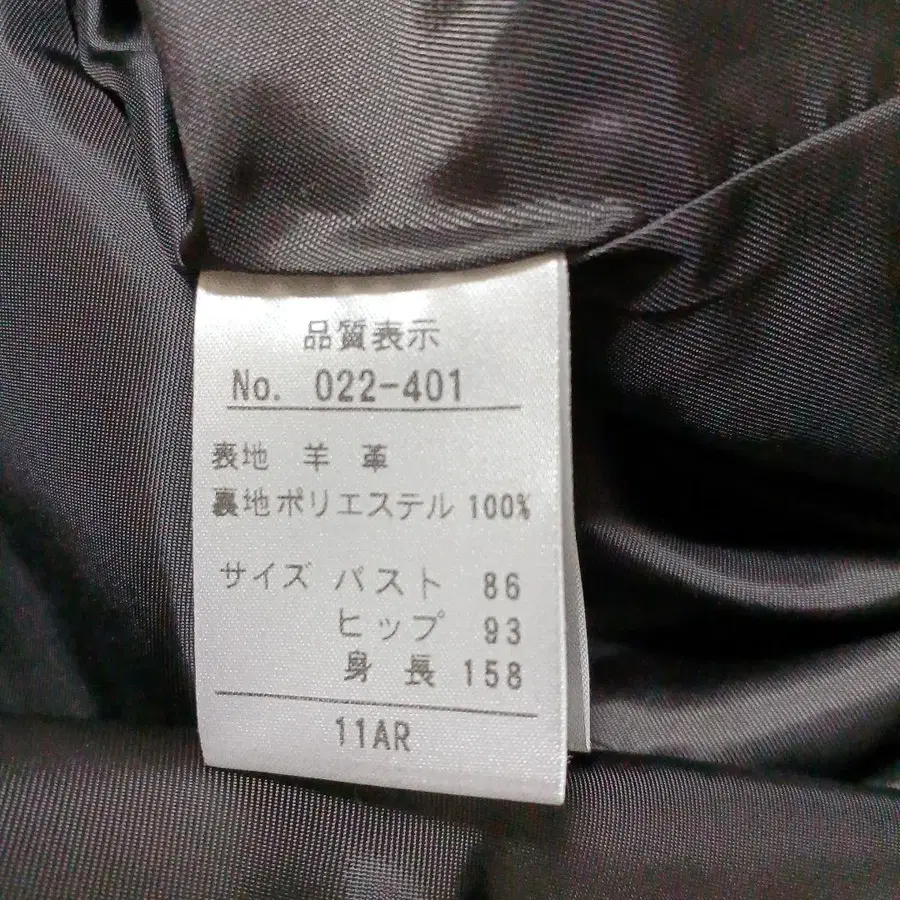 品質表示
No. 022-401
表地 羊 革
裏地ポリエステル 100%
サイズ バスト 86
ヒップ 93
身 長 158
11AR